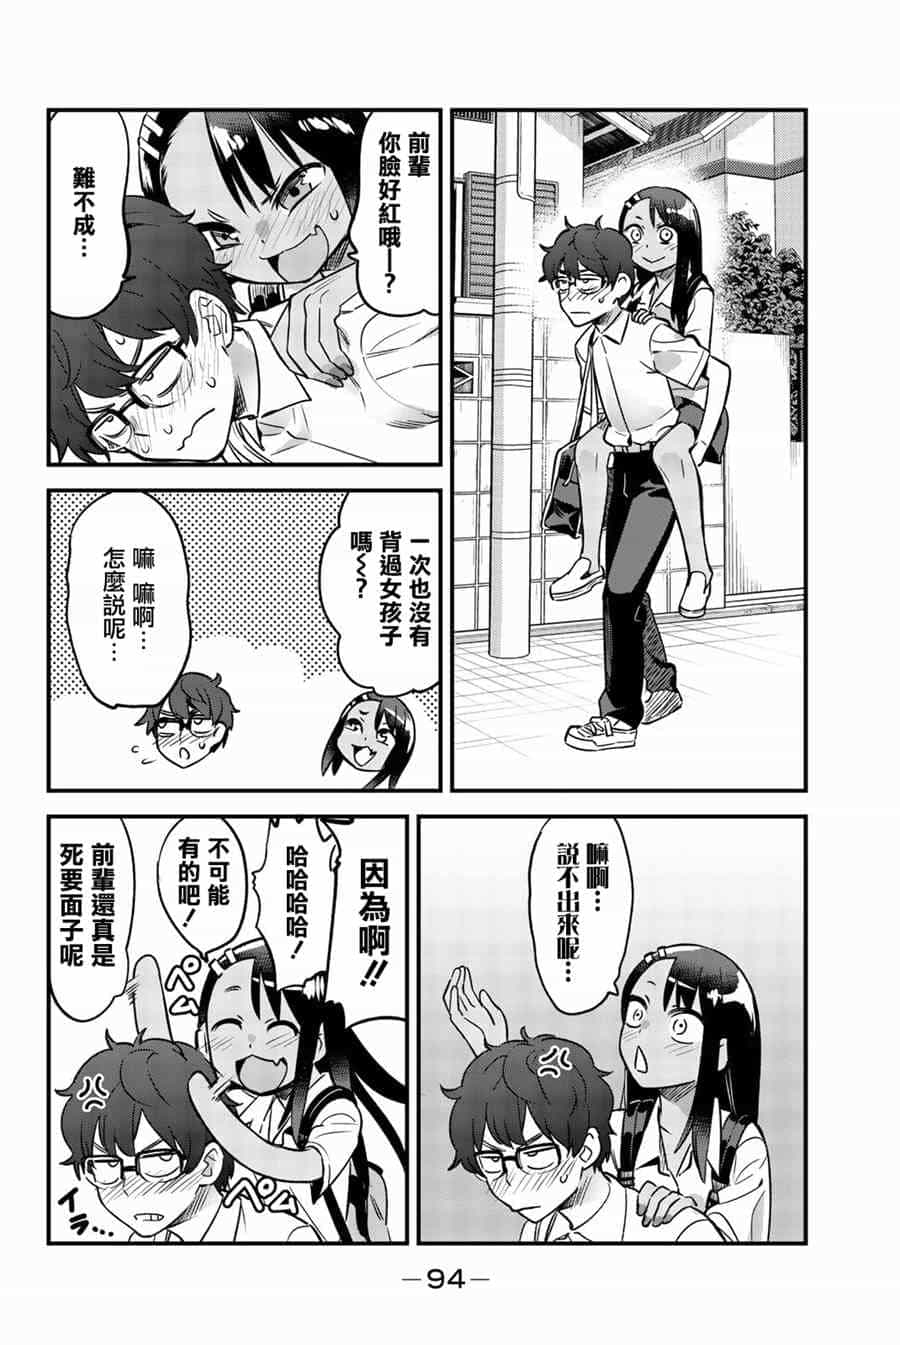 前輩
你臉好紅哦—?
難不成…
一次也沒有
背過女孩子
嗎～?
嘛 嘛啊…
怎麼說呢…
嘛啊…
說不出來呢…
因為啊!!
哈哈哈哈!
不可能
有的吧!
前輩還真是
死要面子呢
ペム
ペム
イラ…
—94—